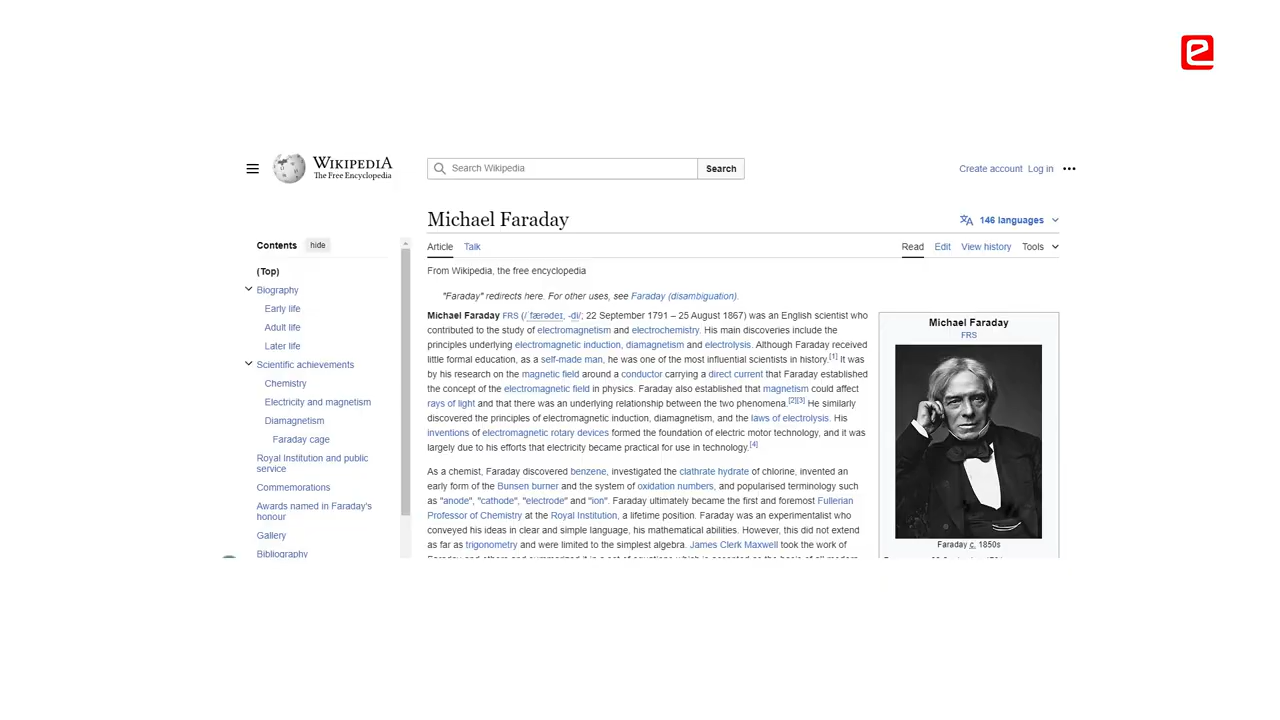 WIKIPEDIA
The Free Encyclopedia
Search Wikipedia
Search
Create account Log in
Michael Faraday
146 languages
Contents hide
Article Talk
Read Edit View history Tools
(Top)
Biography
Early life
Adult life
Later life
Scientific achievements
Chemistry
Electricity and magnetism
Diamagnetism
Faraday cage
Royal Institution and public
service
Commemorations
Awards named in Faraday's
honour
Gallery
Bibliography
From Wikipedia, the free encyclopedia
"Faraday" redirects here. For other uses, see Faraday (disambiguation).
Michael Faraday FRS (/ˈfærədeɪ, -di/; 22 September 1791 – 25 August 1867) was an English scientist who
contributed to the study of electromagnetism and electrochemistry. His main discoveries include the
principles underlying electromagnetic induction, diamagnetism and electrolysis. Although Faraday received
little formal education, as a self-made man, he was one of the most influential scientists in history.[1] It was
by his research on the magnetic field around a conductor carrying a direct current that Faraday established
the concept of the electromagnetic field in physics. Faraday also established that magnetism could affect
rays of light and that there was an underlying relationship between the two phenomena.[2][3] He similarly
discovered the principles of electromagnetic induction, diamagnetism, and the laws of electrolysis. His
inventions of electromagnetic rotary devices formed the foundation of electric motor technology, and it was
largely due to his efforts that electricity became practical for use in technology.[4]
As a chemist, Faraday discovered benzene, investigated the clathrate hydrate of chlorine, invented an
early form of the Bunsen burner and the system of oxidation numbers, and popularised terminology such
as "anode", "cathode", "electrode" and "ion". Faraday ultimately became the first and foremost Fullerian
Professor of Chemistry at the Royal Institution, a lifetime position. Faraday was an experimentalist who
conveyed his ideas in clear and simple language, his mathematical abilities. However, this did not extend
as far as trigonometry and were limited to the simplest algebra. James Clerk Maxwell took the work of
Michael Faraday
FRS
Faraday c. 1850s